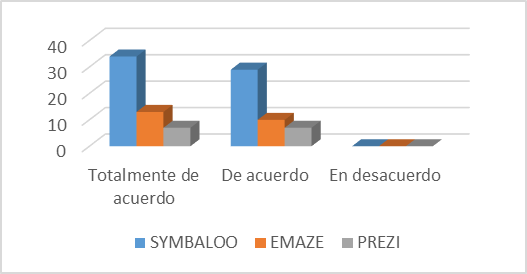 40
30
20
10
0
Totalmente de
acuerdo
De acuerdo
En desacuerdo
SYMBALOO
EMAZE
PREZI